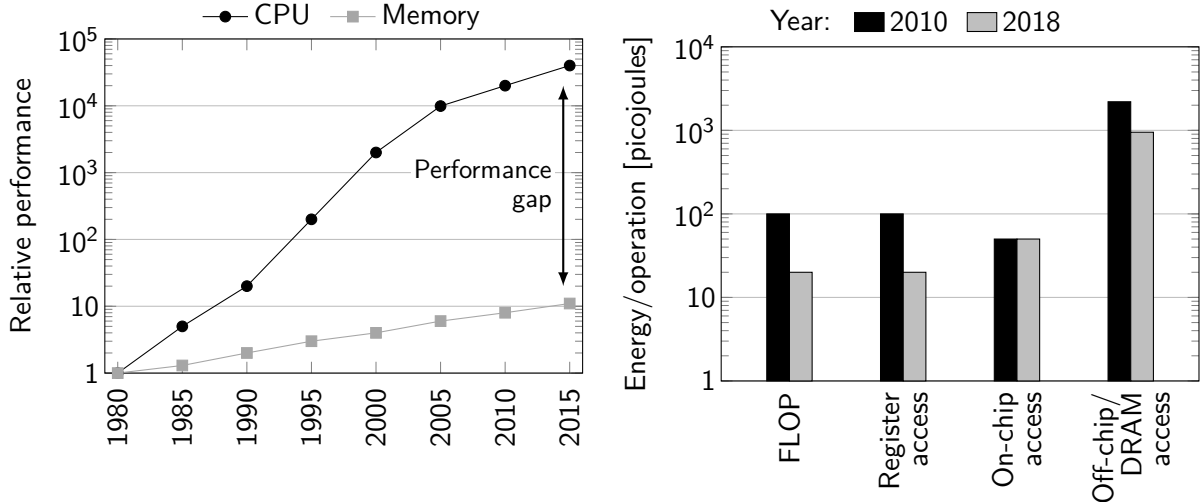 CPU
Memory
Relative performance
10^5
10^4
10^3
10^2
10
1
Performance
gap
1980
1985
1990
1995
2000
2005
2010
2015
Year:
2010
2018
Energy/operation [picojoules]
10^4
10^3
10^2
10
1
FLOP
Register
access
On-chip
access
Off-chip/
DRAM
access